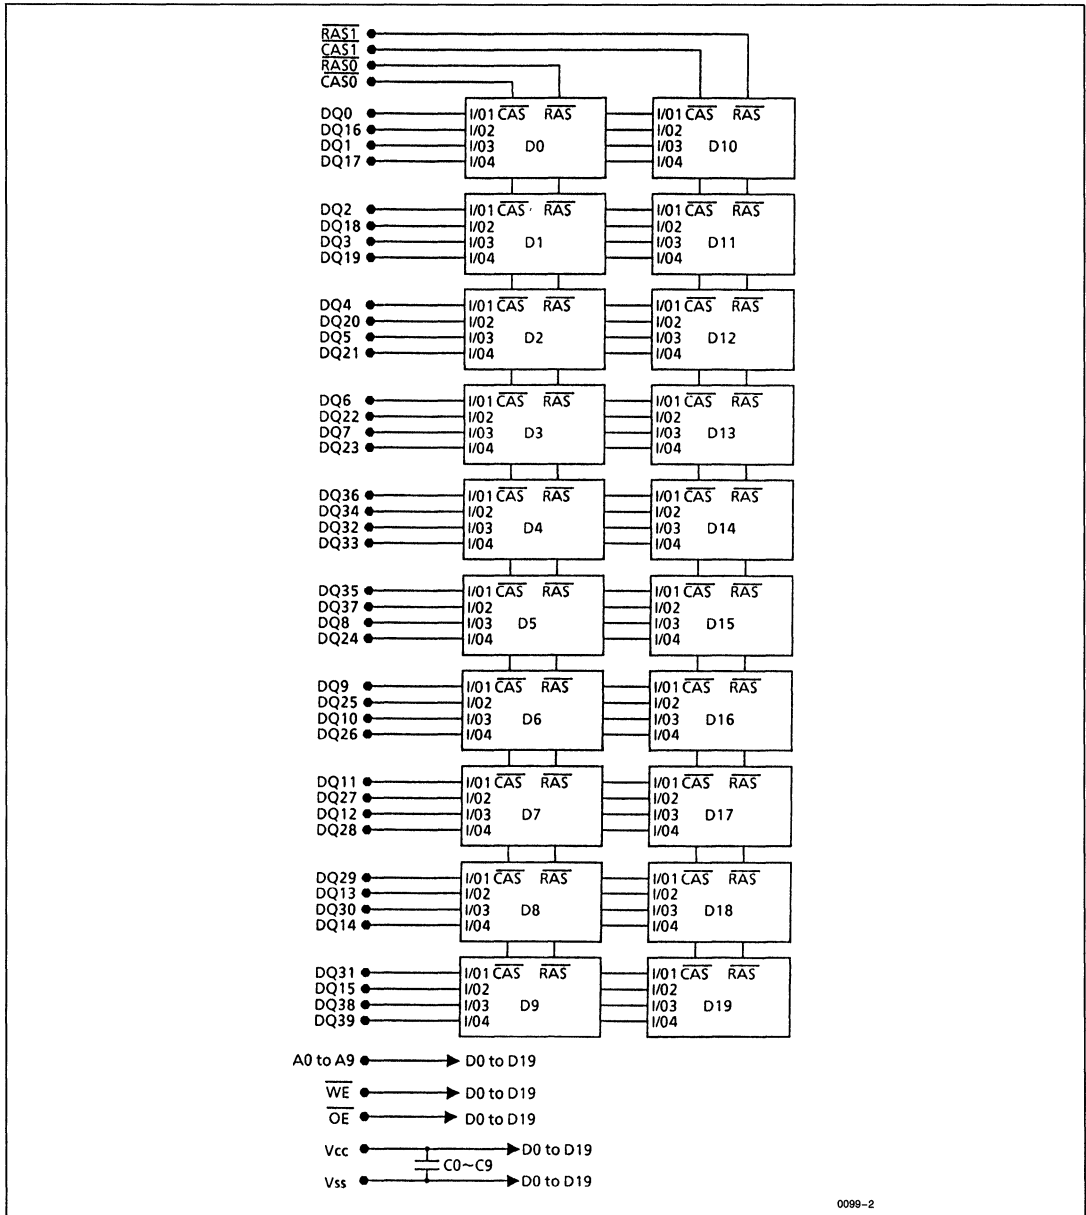 RAS1
CAS1
RAS0
CAS0
DQ0 I/01 CAS RAS I/01 CAS RAS
DQ16 I/02 I/02
DQ1 I/03 D0 I/03 D10
DQ17 I/04 I/04
DQ2 I/01 CAS RAS I/01 CAS RAS
DQ18 I/02 I/02
DQ3 I/03 D1 I/03 D11
DQ19 I/04 I/04
DQ4 I/01 CAS RAS I/01 CAS RAS
DQ20 I/02 I/02
DQ5 I/03 D2 I/03 D12
DQ21 I/04 I/04
DQ6 I/01 CAS RAS I/01 CAS RAS
DQ22 I/02 I/02
DQ7 I/03 D3 I/03 D13
DQ23 I/04 I/04
DQ36 I/01 CAS RAS I/01 CAS RAS
DQ34 I/02 I/02
DQ32 I/03 D4 I/03 D14
DQ33 I/04 I/04
DQ35 I/01 CAS RAS I/01 CAS RAS
DQ37 I/02 I/02
DQ8 I/03 D5 I/03 D15
DQ24 I/04 I/04
DQ9 I/01 CAS RAS I/01 CAS RAS
DQ25 I/02 I/02
DQ10 I/03 D6 I/03 D16
DQ26 I/04 I/04
DQ11 I/01 CAS RAS I/01 CAS RAS
DQ27 I/02 I/02
DQ12 I/03 D7 I/03 D17
DQ28 I/04 I/04
DQ29 I/01 CAS RAS I/01 CAS RAS
DQ13 I/02 I/02
DQ30 I/03 D8 I/03 D18
DQ14 I/04 I/04
DQ31 I/01 CAS RAS I/01 CAS RAS
DQ15 I/02 I/02
DQ38 I/03 D9 I/03 D19
DQ39 I/04 I/04
A0 to A9 D0 to D19
WE D0 to D19
OE D0 to D19
Vcc D0 to D19
C0~C9
Vss D0 to D19
0099-2